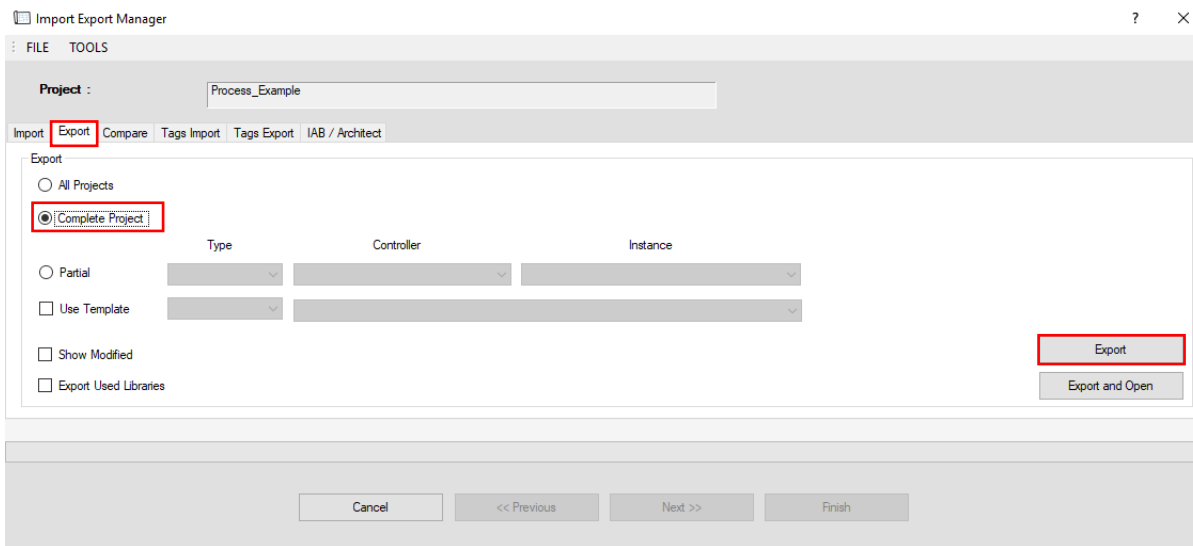 Import Export Manager ?
FILE TOOLS
Project : Process_Example
Import Export Compare Tags Import Tags Export IAB / Architect
Export
All Projects
Complete Project
Type Controller Instance
Partial
Use Template
Show Modified
Export
Export Used Libraries
Export and Open
Cancel << Previous Next >> Finish